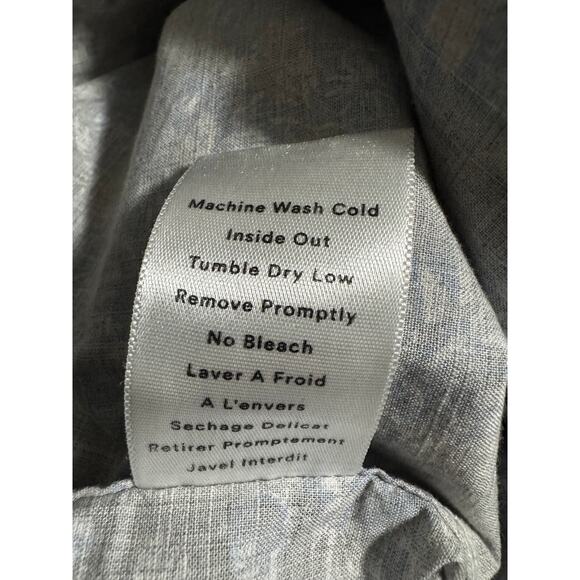 Machine Wash Cold
Inside Out
Tumble Dry Low
Remove Promptly
No Bleach
Laver A Froid
A L'envers
Sechage Delicat
Retirer Promptement
Javel Interdit